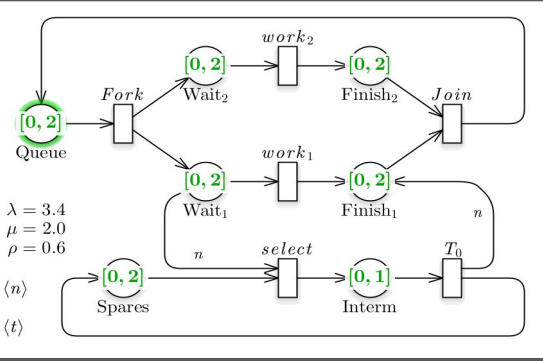 work₂
[0, 2]
[0, 2]
Fork
Wait₂
Finish₂
Join
[0, 2]
Queue
work₁
[0, 2]
[0, 2]
Wait₁
Finish₁
λ = 3.4
μ = 2.0
ρ = 0.6
n
n
select
T₀
[0, 2]
[0, 1]
⟨n⟩
Spares
Interm
⟨t⟩